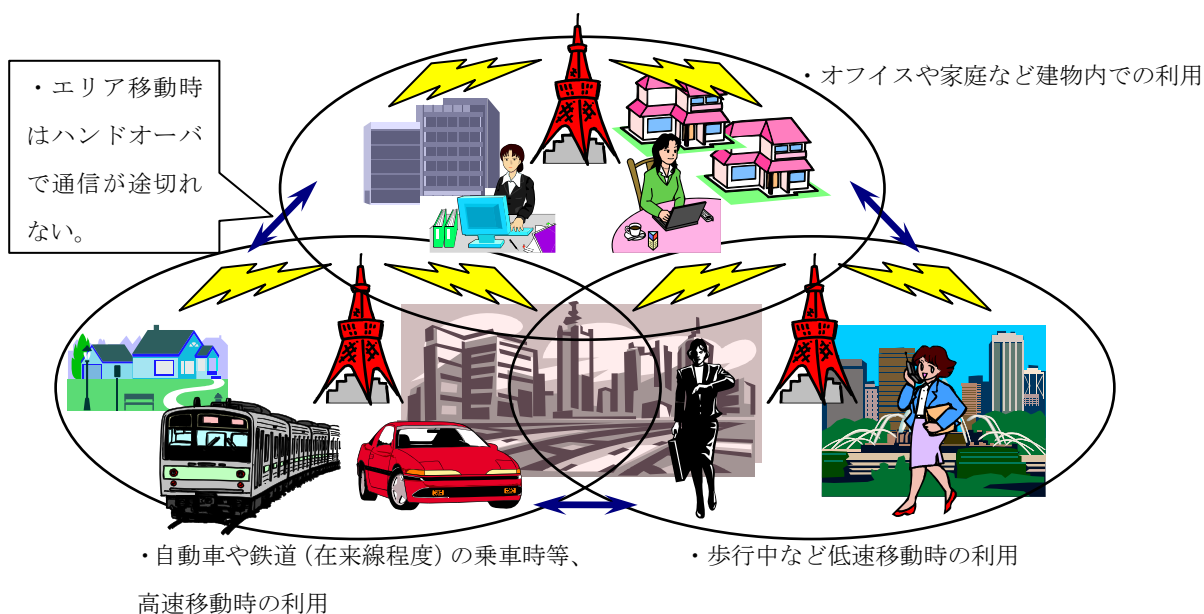 ・エリア移動時
はハンドオーバ
で通信が途切れ
ない。
・オフイスや家庭など建物内での利用
・自動車や鉄道（在来線程度）の乗車時等、
高速移動時の利用
・歩行中など低速移動時の利用